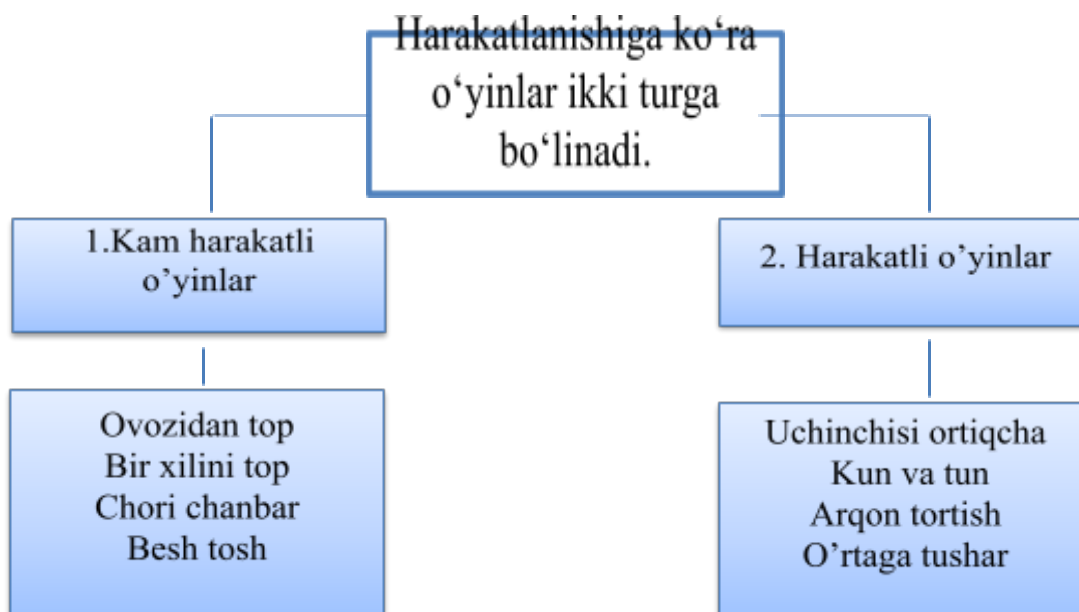 Harakatlanishiga ko‘ra
o‘yinlar ikki turga
bo‘linadi.
1.Kam harakatli
o’yinlar
2. Harakatli o’yinlar
Ovozidan top
Bir xilini top
Chori chanbar
Besh tosh
Uchinchisi ortiqcha
Kun va tun
Arqon tortish
O’rtaga tushar